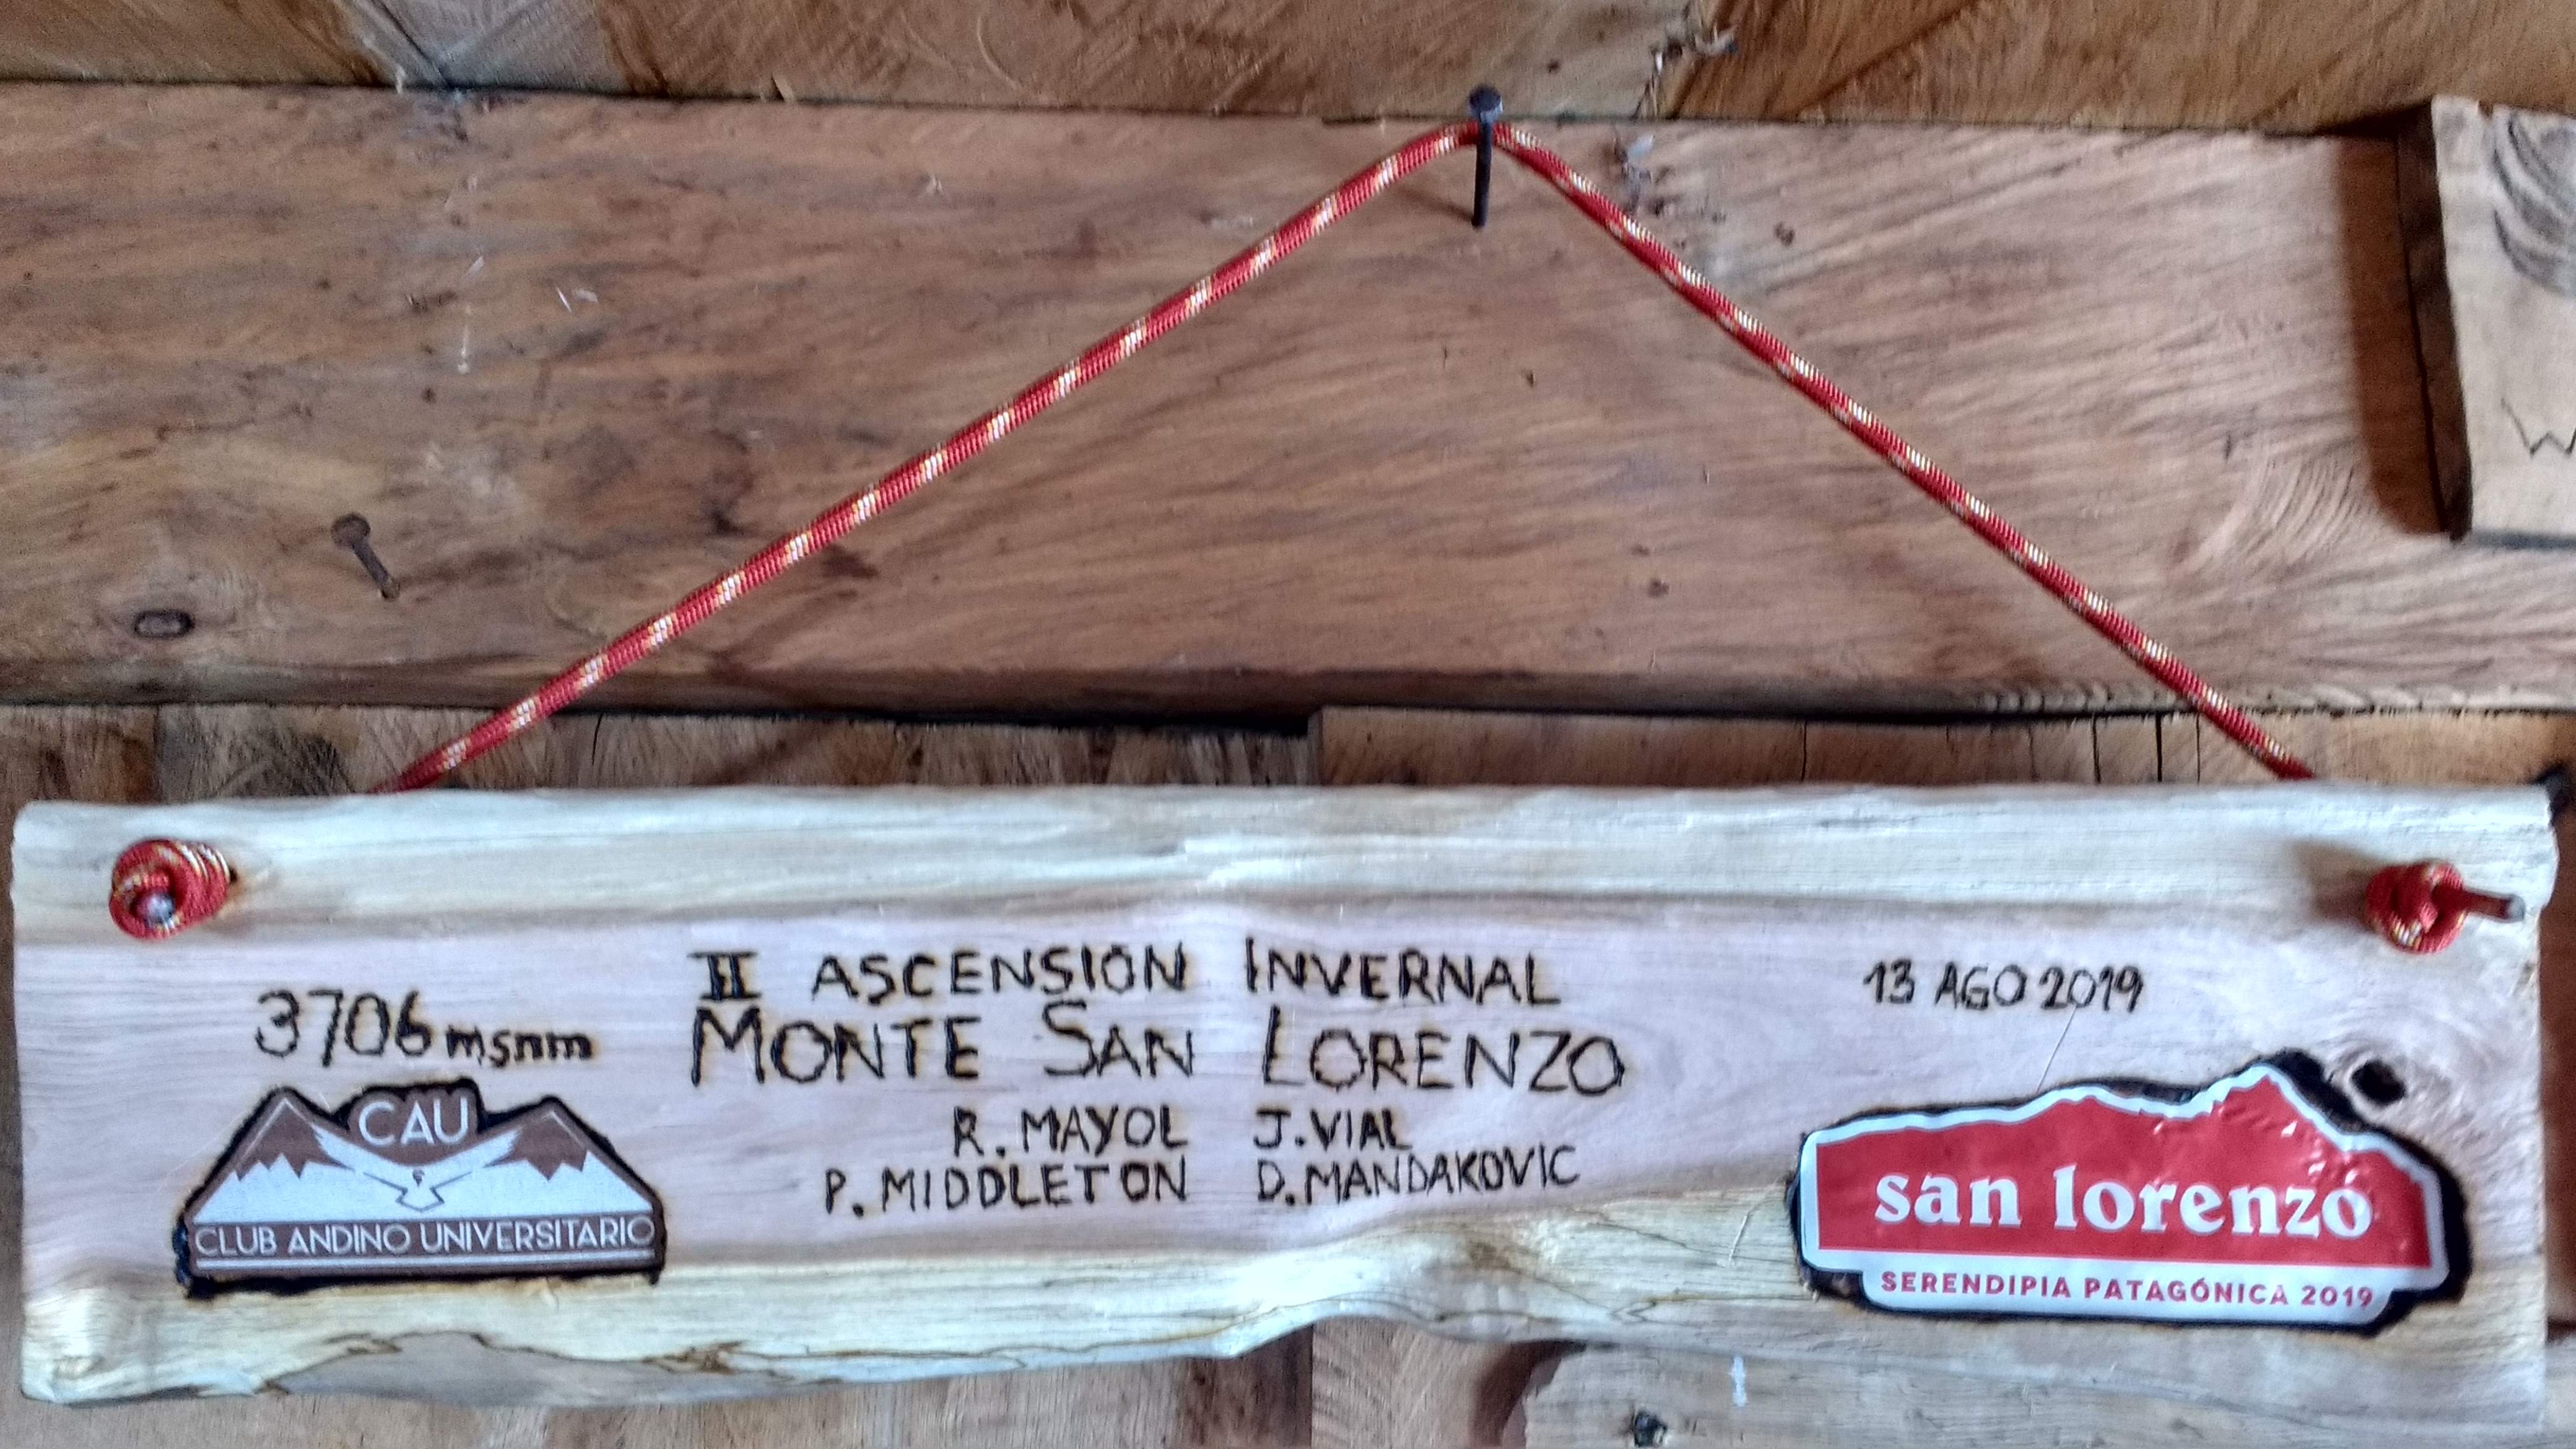 W
3706 msnm
II ASCENSION INVERNAL
MONTE SAN LORENZO
R. MAYOL J. VIAL
P. MIDDLETON D. MANDAKOVIC
13 AGO 2019
CAU
CLUB ANDINO UNIVERSITARIO
san lorenzo
SERENDIPIA PATAGÓNICA 2019